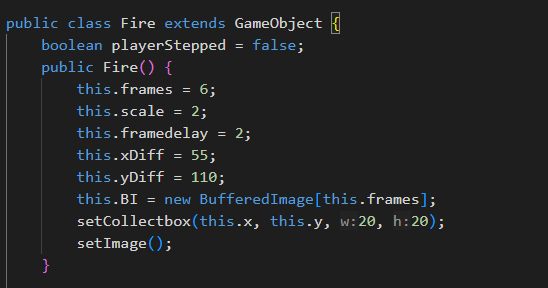 public class Fire extends GameObject {
boolean playerStepped = false;
public Fire() {
this.frames = 6;
this.scale = 2;
this.framedelay = 2;
this.xDiff = 55;
this.yDiff = 110;
this.BI = new BufferedImage[this.frames];
setCollectbox(this.x, this.y, w:20, h:20);
setImage();
}